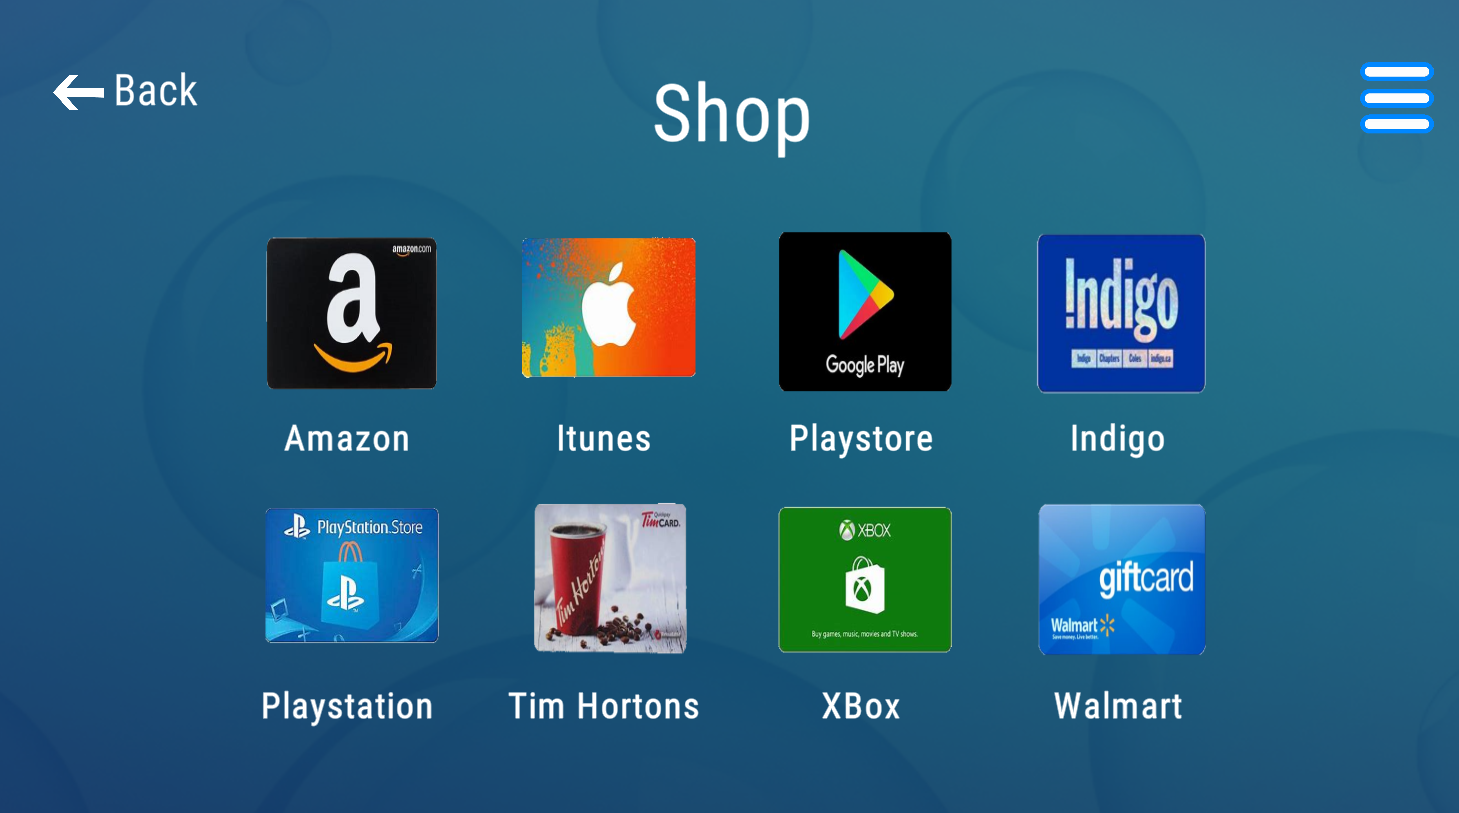 Back
Shop
amazon.com
a
Google Play
!ndigo
Indigo Chapters Coles indigo.ca
Amazon
Itunes
Playstore
Indigo
PlayStation.Store
TimCARD.
Tim Hortons
XBOX
Buy games, music, movies and TV shows.
giftcard
Walmart
Save money. Live better.
Playstation
Tim Hortons
XBox
Walmart